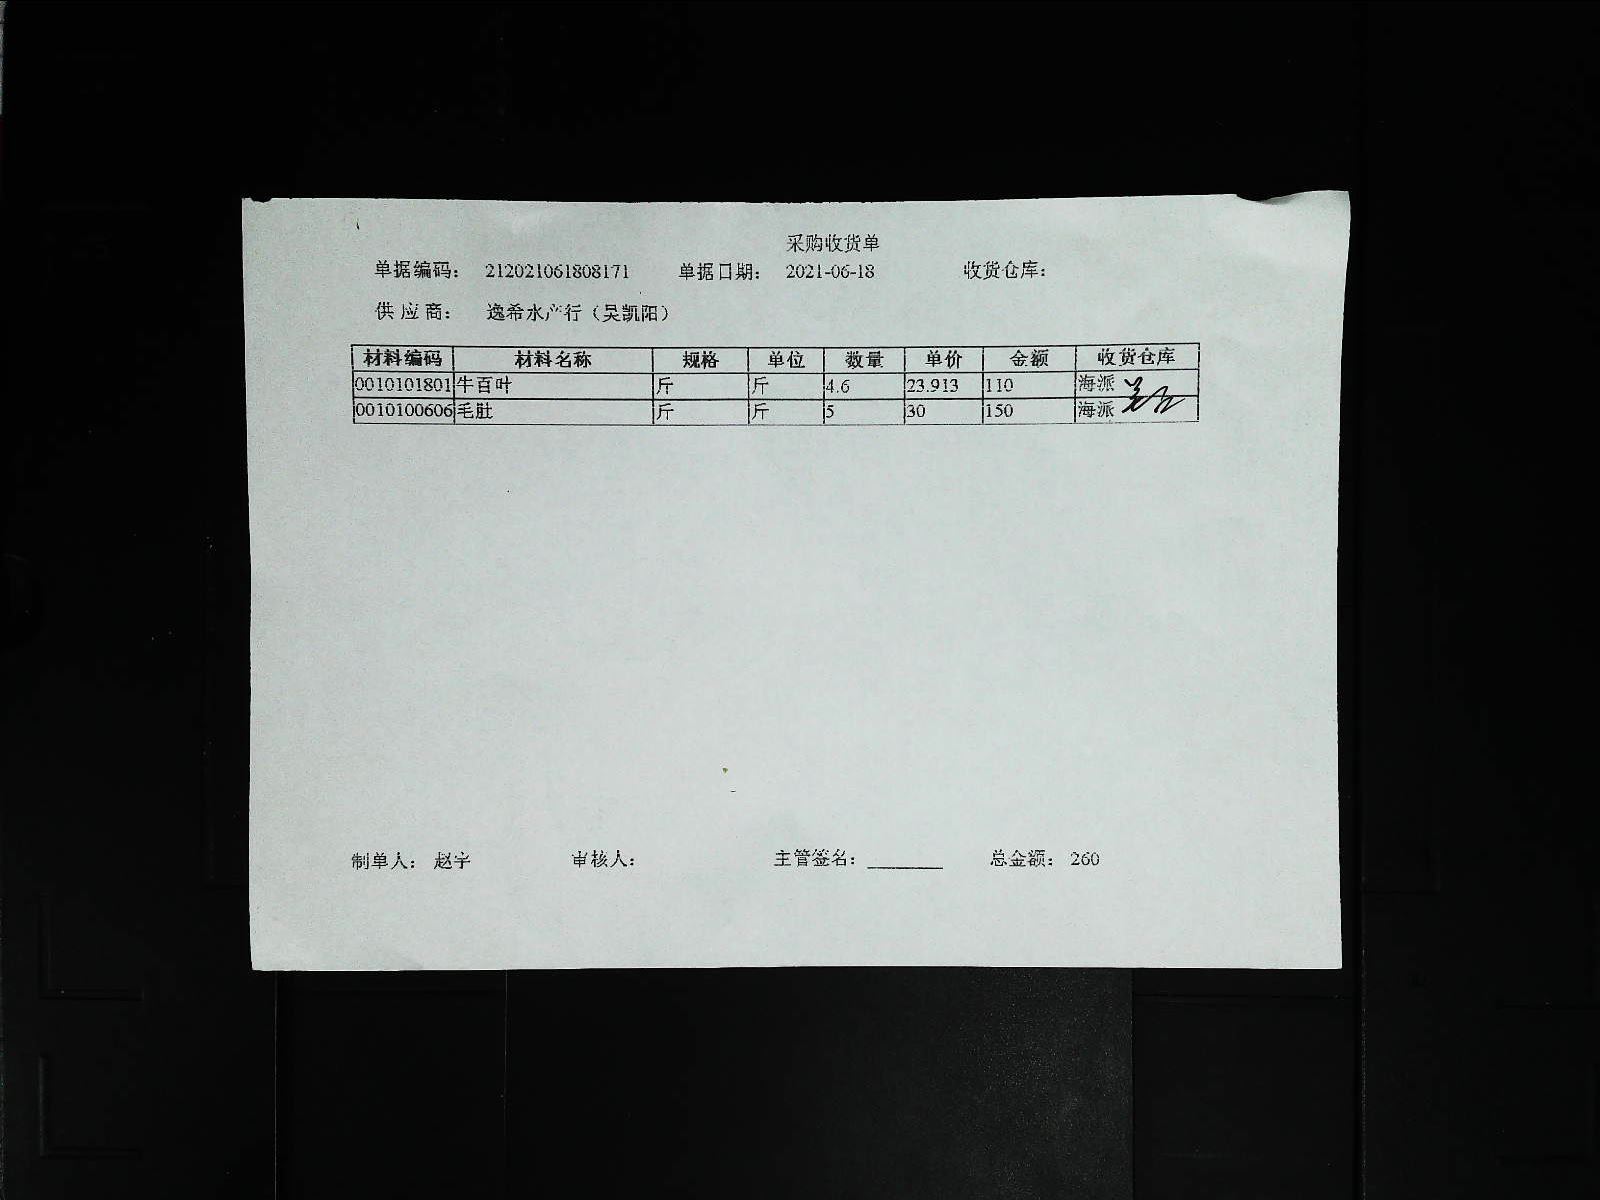 采购收货单
单据编码： 212021061808171 单据日期： 2021-06-18 收货仓库：
供应商： 逸希水产行（吴凯阳）
材料编码 材料名称 规格 单位 数量 单价 金额 收货仓库
0010101801 牛百叶 斤 斤 4.6 23.913 110 海派
0010100606 毛肚 斤 斤 5 30 150 海派
制单人： 赵宇 审核人： 主管签名： 总金额： 260